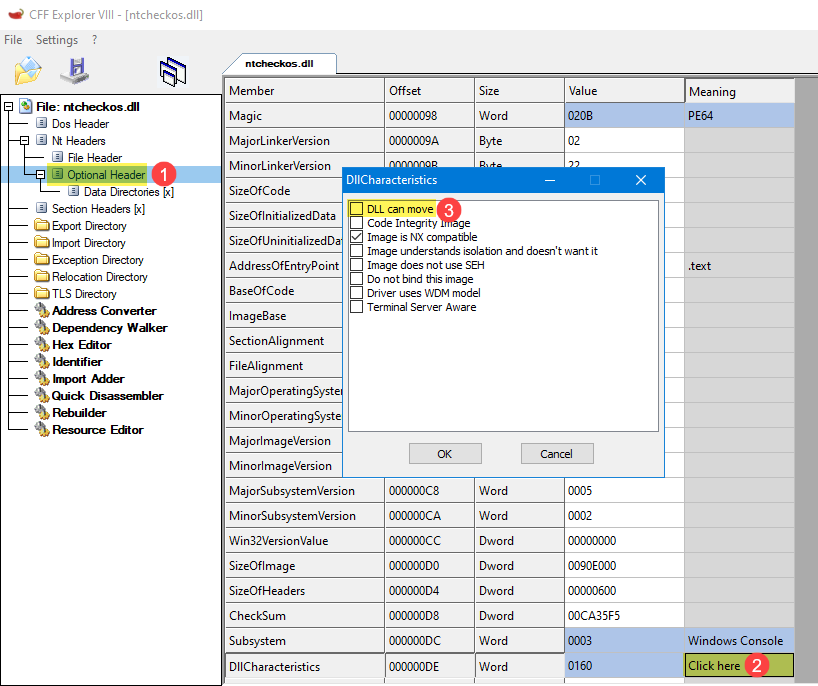 CFF Explorer VIII - [ntcheckos.dll]
File Settings ?
ntcheckos.dll
File: ntcheckos.dll
Dos Header
Nt Headers
File Header
Optional Header 1
Data Directories [x]
Section Headers [x]
Export Directory
Import Directory
Exception Directory
Relocation Directory
TLS Directory
Address Converter
Dependency Walker
Hex Editor
Identifier
Import Adder
Quick Disassembler
Rebuilder
Resource Editor
Member Offset Size Value Meaning
Magic 00000098 Word 020B PE64
MajorLinkerVersion 0000009A Byte 02
MinorLinkerVersion 0000009B Byte 22
SizeOfCode
SizeOfInitializedData
SizeOfUninitializedDa
AddressOfEntryPoint .text
BaseOfCode
ImageBase
SectionAlignment
FileAlignment
MajorOperatingSyste
MinorOperatingSyste
MajorImageVersion
MinorImageVersion
MajorSubsystemVersion 000000C8 Word 0005
MinorSubsystemVersion 000000CA Word 0002
Win32VersionValue 000000CC Dword 00000000
SizeOfImage 000000D0 Dword 0090E000
SizeOfHeaders 000000D4 Dword 00000600
CheckSum 000000D8 Dword 00CA35F5
Subsystem 000000DC Word 0003 Windows Console
DllCharacteristics 000000DE Word 0160 Click here 2
DllCharacteristics
DLL can move 3
Code Integrity Image
Image is NX compatible
Image understands isolation and doesn't want it
Image does not use SEH
Do not bind this image
Driver uses WDM model
Terminal Server Aware
OK Cancel